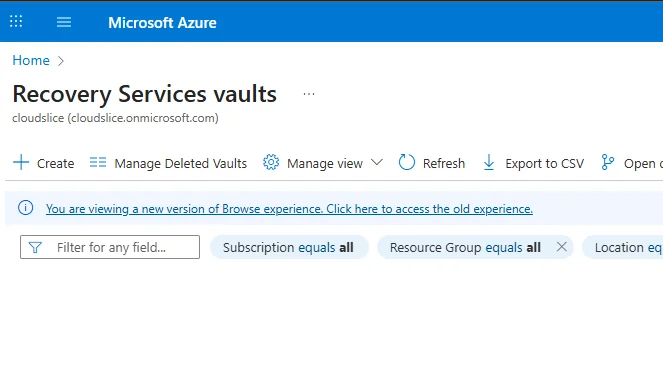 Microsoft Azure
Home
Recovery Services vaults
cloudslice (cloudslice.onmicrosoft.com)
Create Manage Deleted Vaults Manage view Refresh Export to CSV Open
You are viewing a new version of Browse experience. Click here to access the old experience.
Filter for any field... Subscription equals all Resource Group equals all Location